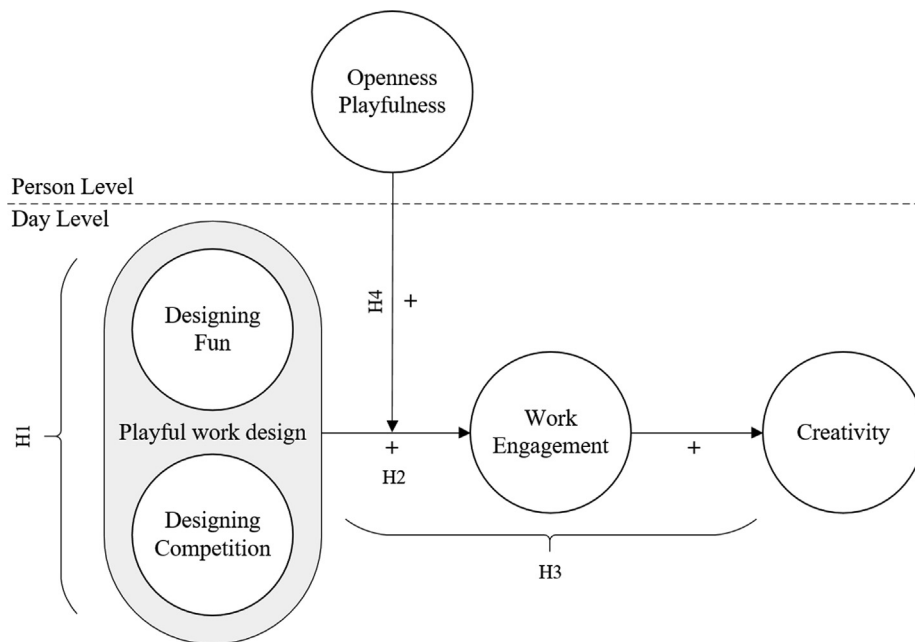 Openness
Playfulness
Person Level
Day Level
H1
Designing
Fun
Playful work design
Designing
Competition
H4
+
+
H2
Work
Engagement
+
Creativity
H3